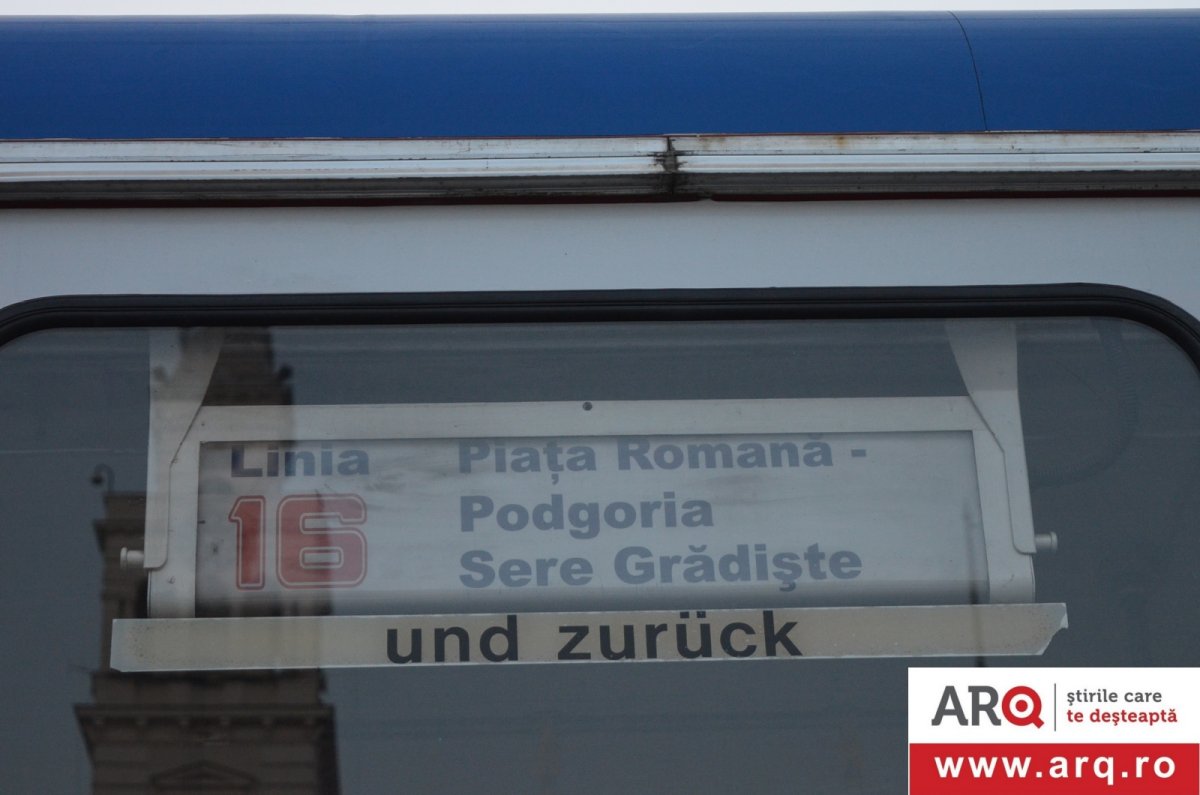 Linia
16
Piața Romană -
Podgoria
Sere Grădişte
und zurück
ARQ
ştirile care
te deşteaptă
www.arq.ro